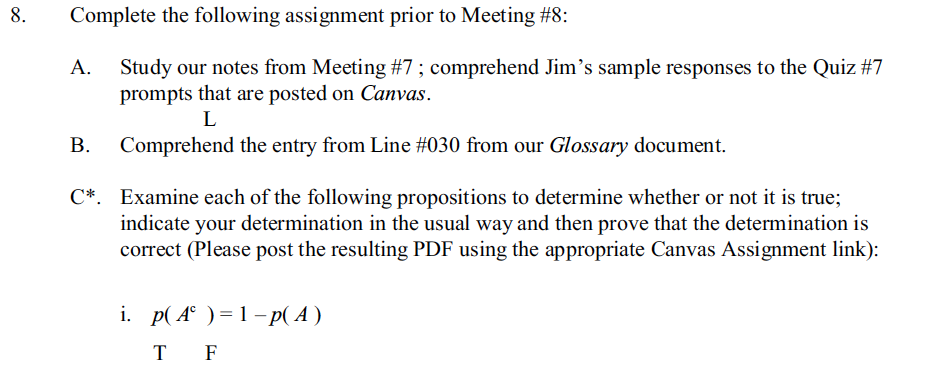 8. Complete the following assignment prior to Meeting #8:
A. Study our notes from Meeting #7 ; comprehend Jim's sample responses to the Quiz #7
prompts that are posted on Canvas.
L
B. Comprehend the entry from Line #030 from our Glossary document.
C*. Examine each of the following propositions to determine whether or not it is true;
indicate your determination in the usual way and then prove that the determination is
correct (Please post the resulting PDF using the appropriate Canvas Assignment link):
i. p( Aᶜ ) = 1 – p( A )
T F